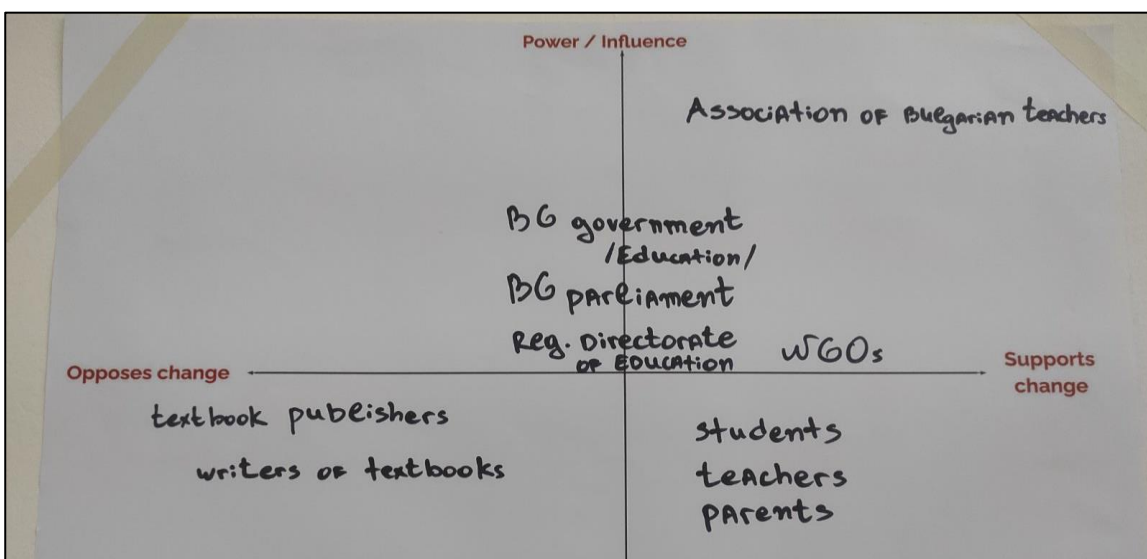 Power / Influence
Association of Bulgarian teachers
BG government
/Education/
BG parliament
Reg. Directorate
of Education
NGOs
Opposes change
Supports
change
textbook publishers
writers of textbooks
students
teachers
parents